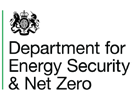 Department for
Energy Security
& Net Zero